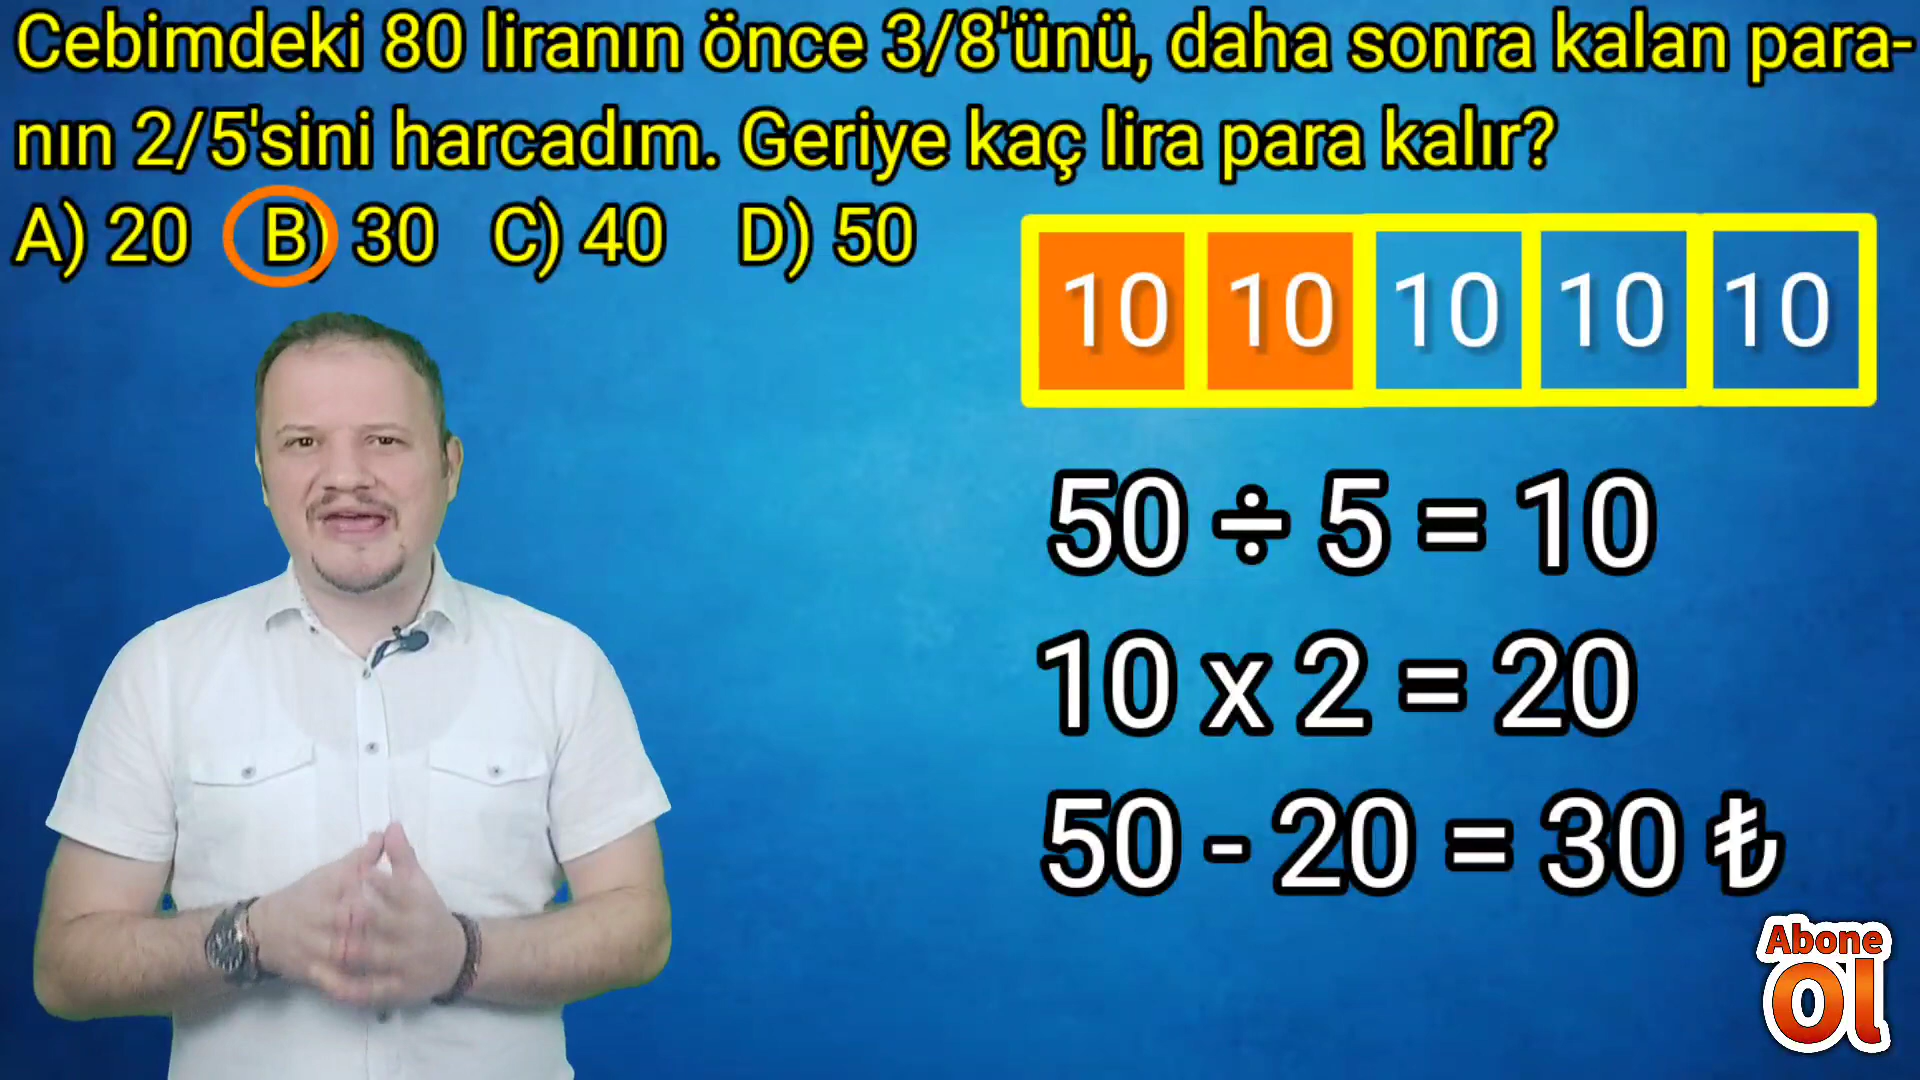 Cebimdeki 80 liranın önce 3/8'ünü, daha sonra kalan para-
nın 2/5'sini harcadım. Geriye kaç lira para kalır?
A) 20 B) 30 C) 40 D) 50
10 10 10 10 10
50 ÷ 5 = 10
10 x 2 = 20
50 - 20 = 30 ₺
Abone
Ol